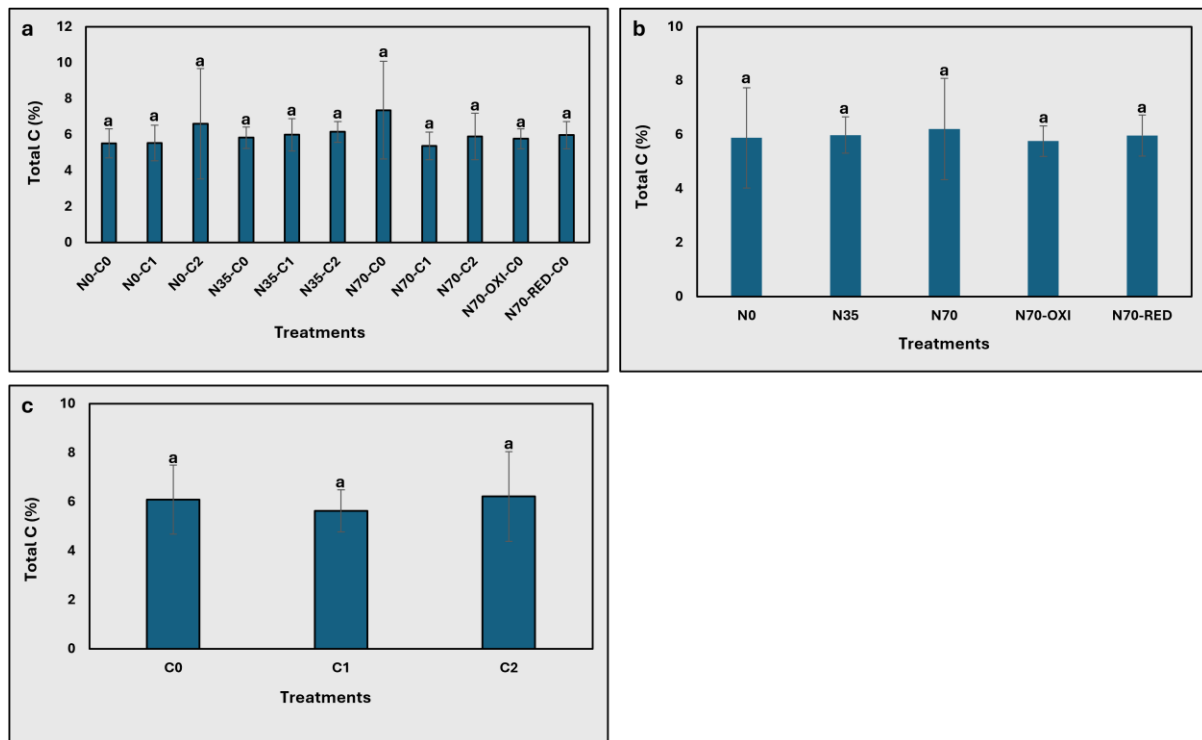 a
12
10
8
6
4
2
0
Total C (%)
a a a a a a a a a a a
N0-C0 N0-C1 N0-C2 N35-C0 N35-C1 N35-C2 N70-C0 N70-C1 N70-C2 N70-OXI-C0 N70-RED-C0
Treatments
b
10
8
6
4
2
0
Total C (%)
a a a a a
N0 N35 N70 N70-OXI N70-RED
Treatments
c
10
8
6
4
2
0
Total C (%)
a a a
C0 C1 C2
Treatments